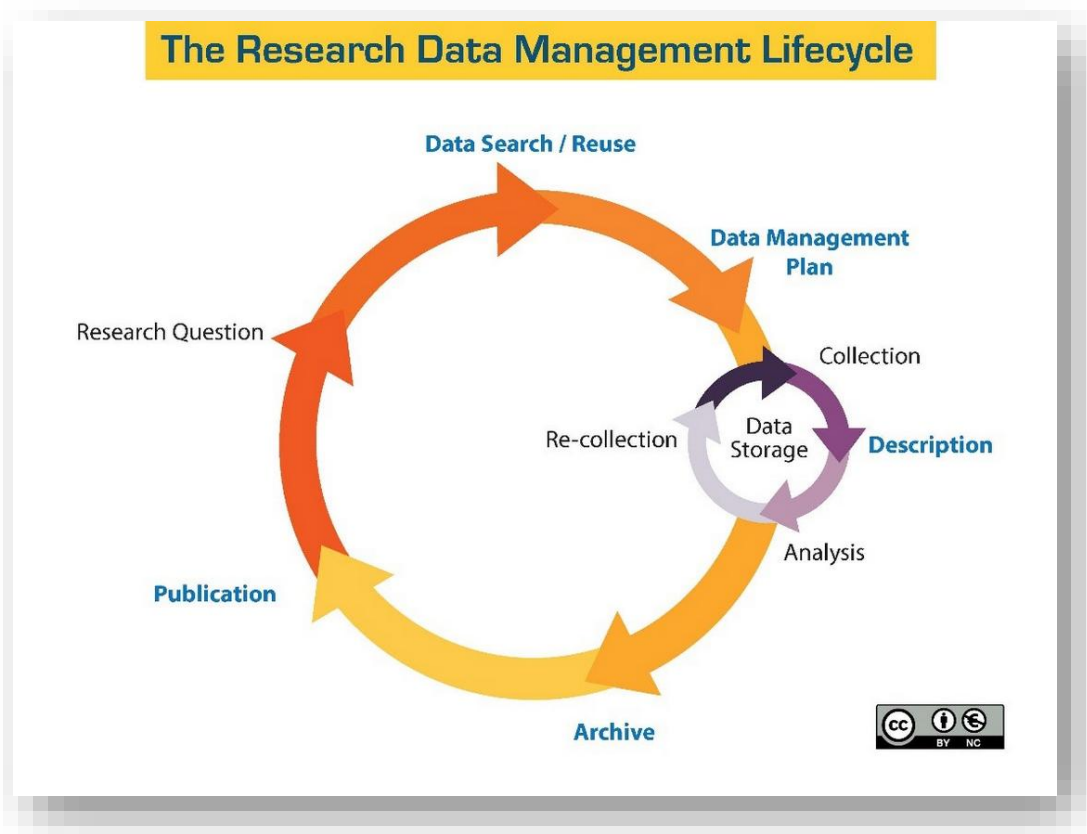 The Research Data Management Lifecycle
Data Search / Reuse
Data Management
Plan
Research Question
Collection
Re-collection
Data
Storage
Description
Analysis
Publication
Archive
cc
BY NC